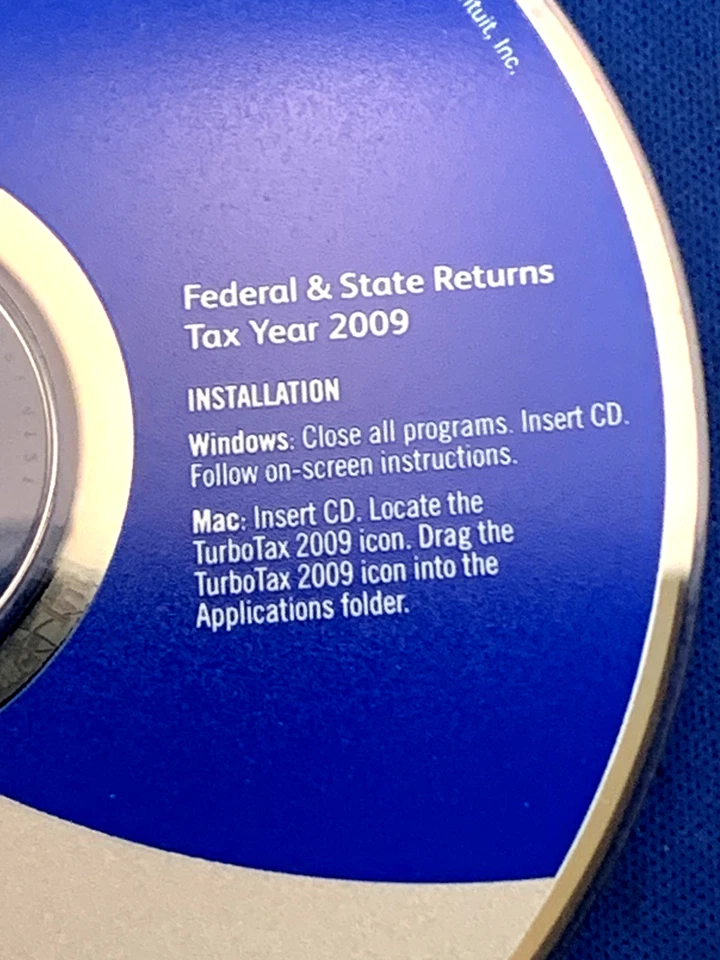 Inc.
Federal & State Returns
Tax Year 2009
INSTALLATION
Windows: Close all programs. Insert CD.
Follow on-screen instructions.
Mac: Insert CD. Locate the
TurboTax 2009 icon. Drag the
TurboTax 2009 icon into the
Applications folder.